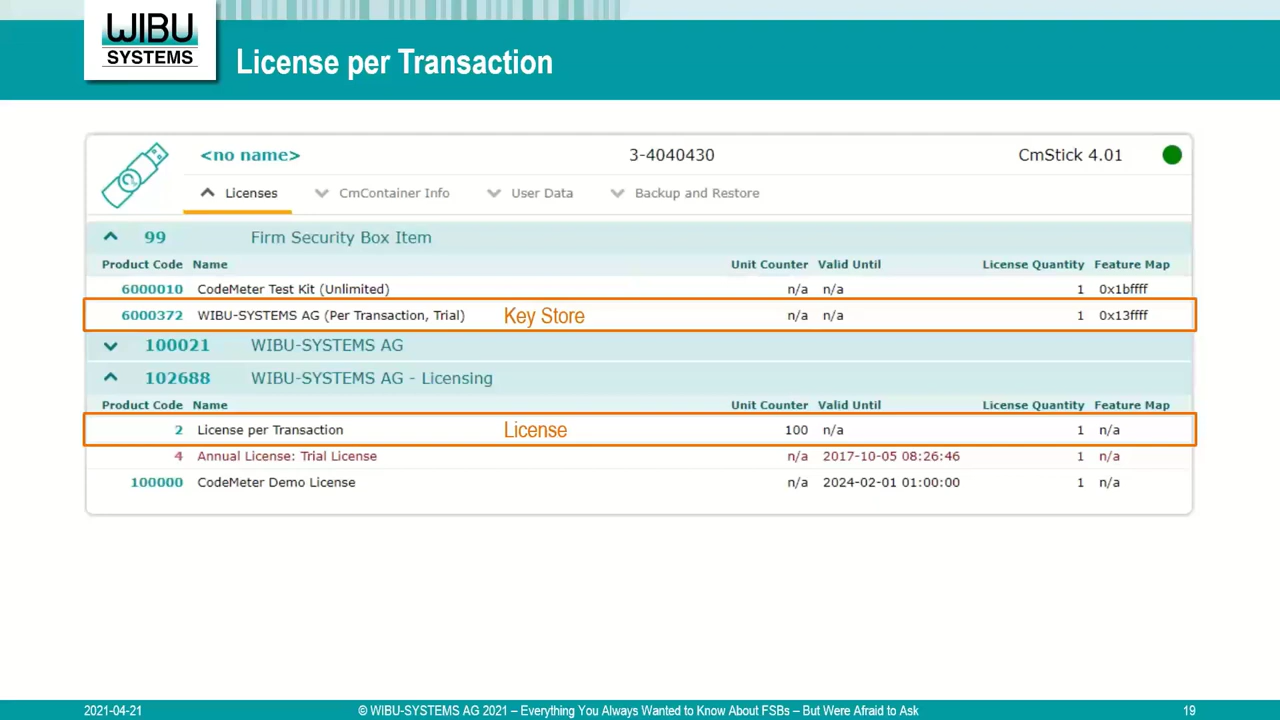 WIBU
SYSTEMS
License per Transaction
<no name> 3-4040430 CmStick 4.01
Licenses CmContainer Info User Data Backup and Restore
99 Firm Security Box Item
Product Code Name Unit Counter Valid Until License Quantity Feature Map
6000010 CodeMeter Test Kit (Unlimited) n/a n/a 1 0x1bffff
6000372 WIBU-SYSTEMS AG (Per Transaction, Trial) Key Store n/a n/a 1 0x13ffff
100021 WIBU-SYSTEMS AG
102688 WIBU-SYSTEMS AG - Licensing
Product Code Name Unit Counter Valid Until License Quantity Feature Map
2 License per Transaction License 100 n/a 1 n/a
4 Annual License: Trial License n/a 2017-10-05 08:26:46 1 n/a
100000 CodeMeter Demo License n/a 2024-02-01 01:00:00 1 n/a
2021-04-21 © WIBU-SYSTEMS AG 2021 – Everything You Always Wanted to Know About FSBs – But Were Afraid to Ask 19